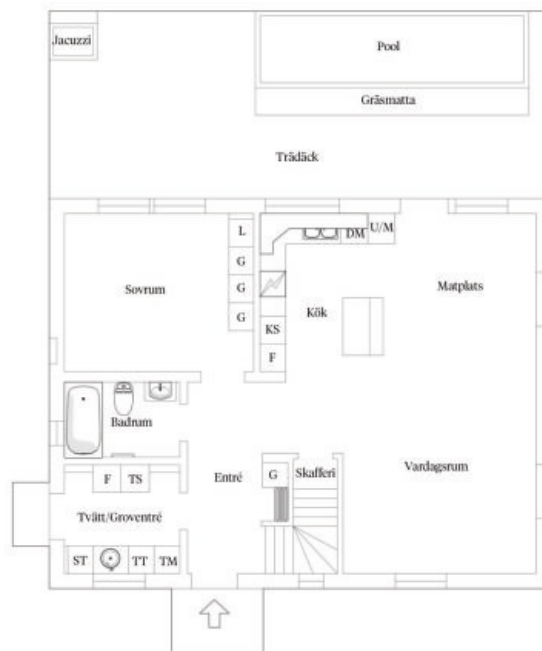 Jacuzzi
Pool
Gräsmatta
Trädäck
L
G
G
G
Sovrum
DM
U/M
KS
F
Kök
Matplats
Badrum
F
TS
Entré
G
Skafferi
Vardagsrum
Tvätt/Groventré
ST
TT
TM